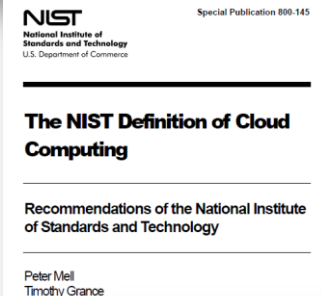 NIST
Special Publication 800-145
National Institute of
Standards and Technology
U.S. Department of Commerce
The NIST Definition of Cloud
Computing
Recommendations of the National Institute
of Standards and Technology
Peter Mell
Timothy Grance